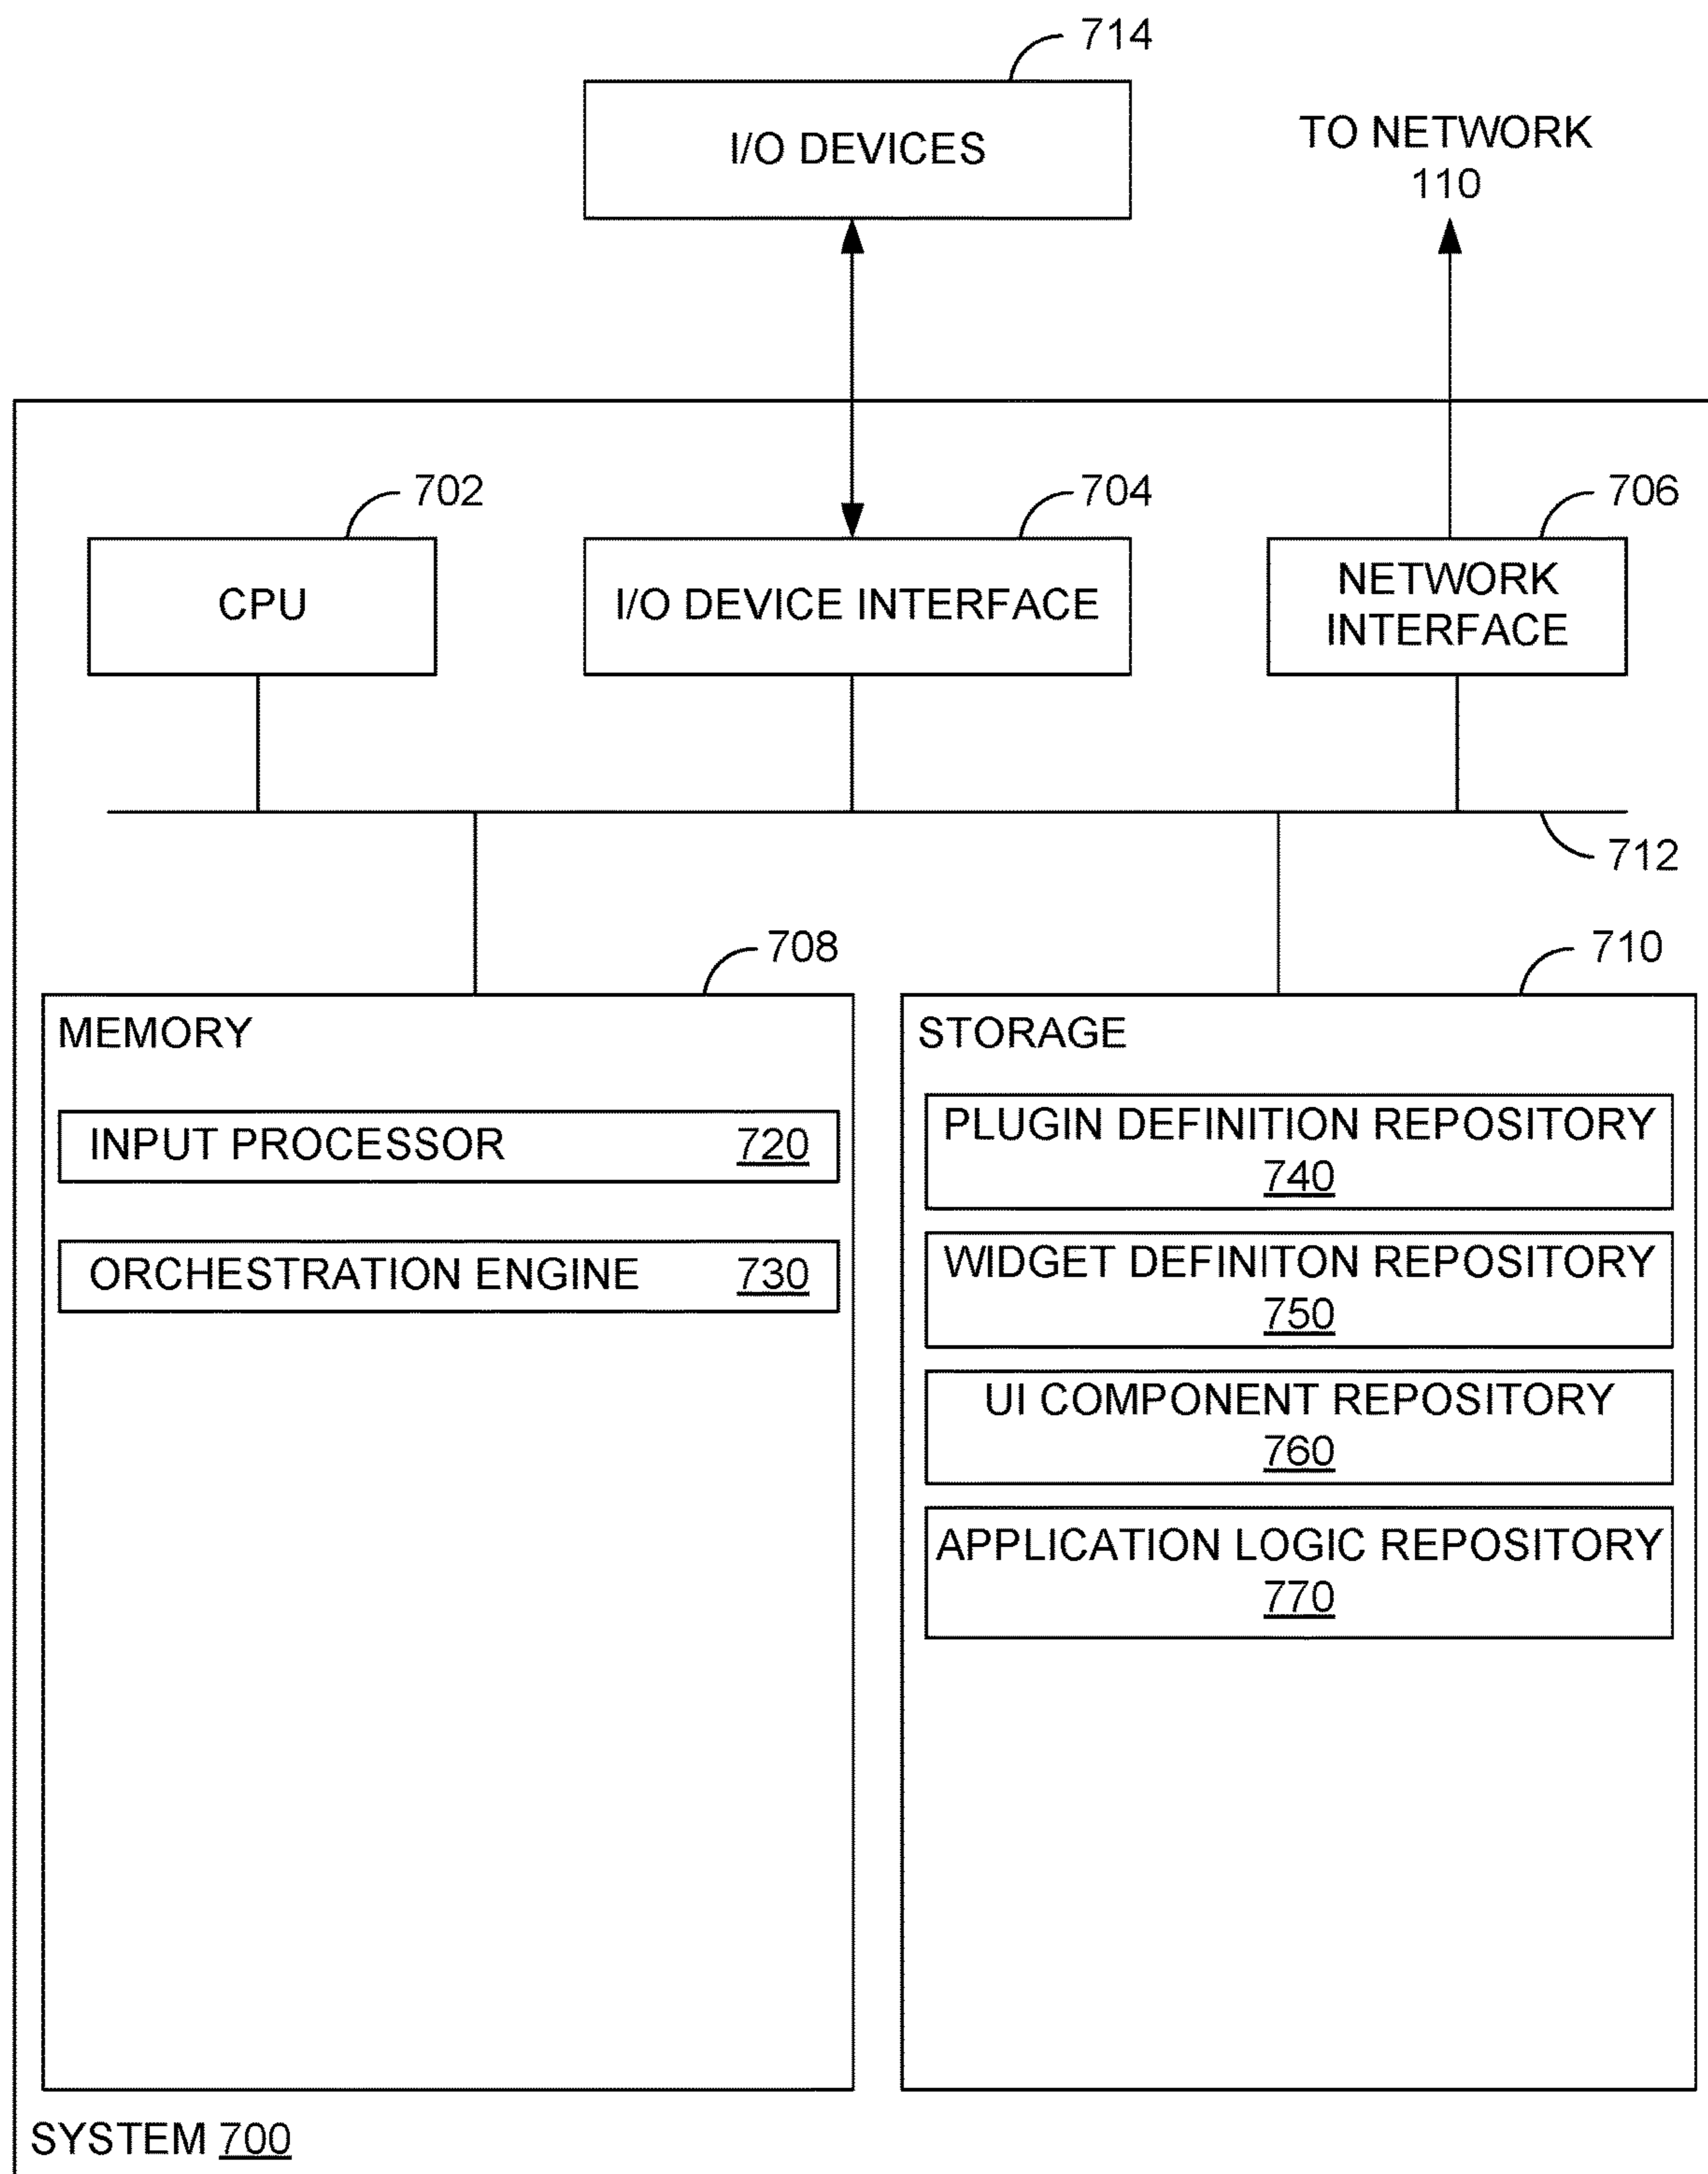 714
I/O DEVICES
TO NETWORK
110
702
704
706
CPU
I/O DEVICE INTERFACE
NETWORK
INTERFACE
712
708
710
MEMORY
INPUT PROCESSOR 720
ORCHESTRATION ENGINE 730
STORAGE
PLUGIN DEFINITION REPOSITORY
740
WIDGET DEFINITON REPOSITORY
750
UI COMPONENT REPOSITORY
760
APPLICATION LOGIC REPOSITORY
770
SYSTEM 700